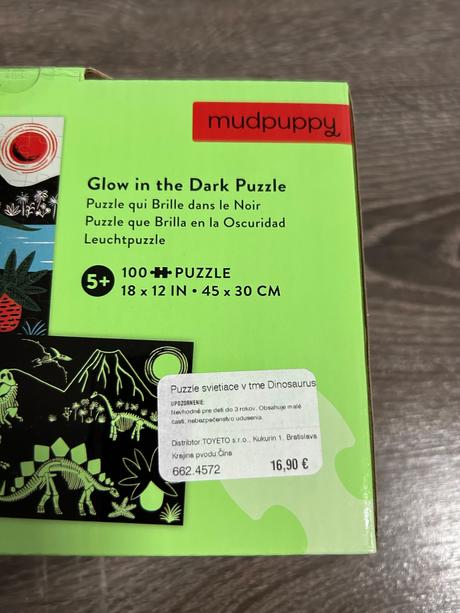 mudpuppy
Glow in the Dark Puzzle
Puzzle qui Brille dans le Noir
Puzzle que Brilla en la Oscuridad
Leuchtpuzzle
5+
100 PUZZLE
18 x 12 IN • 45 x 30 CM
Puzzle svietiace v tme Dinosaurus
UPOZORNENIE:
Nevhodné pre deti do 3 rokov. Obsahuje malé
časti, nebezpečenstvo udusenia.
Distribtor TOYETO s.r.o., Kukurin 1, Bratislava
Krajina pvodu Čína
662.4572
16,90 €